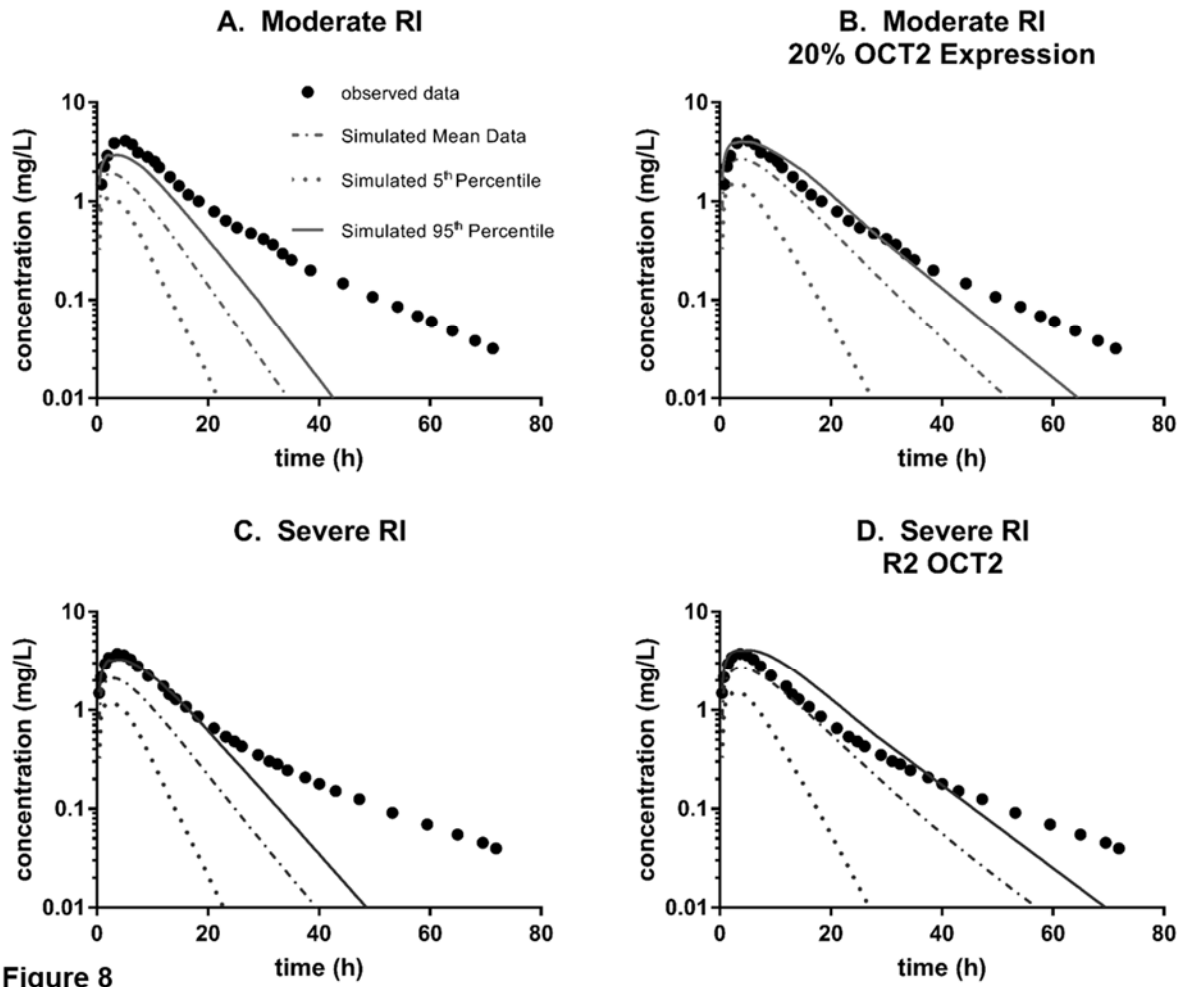 A. Moderate RI
B. Moderate RI
20% OCT2 Expression
observed data
Simulated Mean Data
Simulated 5th Percentile
Simulated 95th Percentile
concentration (mg/L)
10
1
0.1
0.01
0 20 40 60 80
time (h)
concentration (mg/L)
10
1
0.1
0.01
0 20 40 60 80
time (h)
C. Severe RI
D. Severe RI
R2 OCT2
concentration (mg/L)
10
1
0.1
0.01
0 20 40 60 80
time (h)
concentration (mg/L)
10
1
0.1
0.01
0 20 40 60 80
time (h)
Figure 8